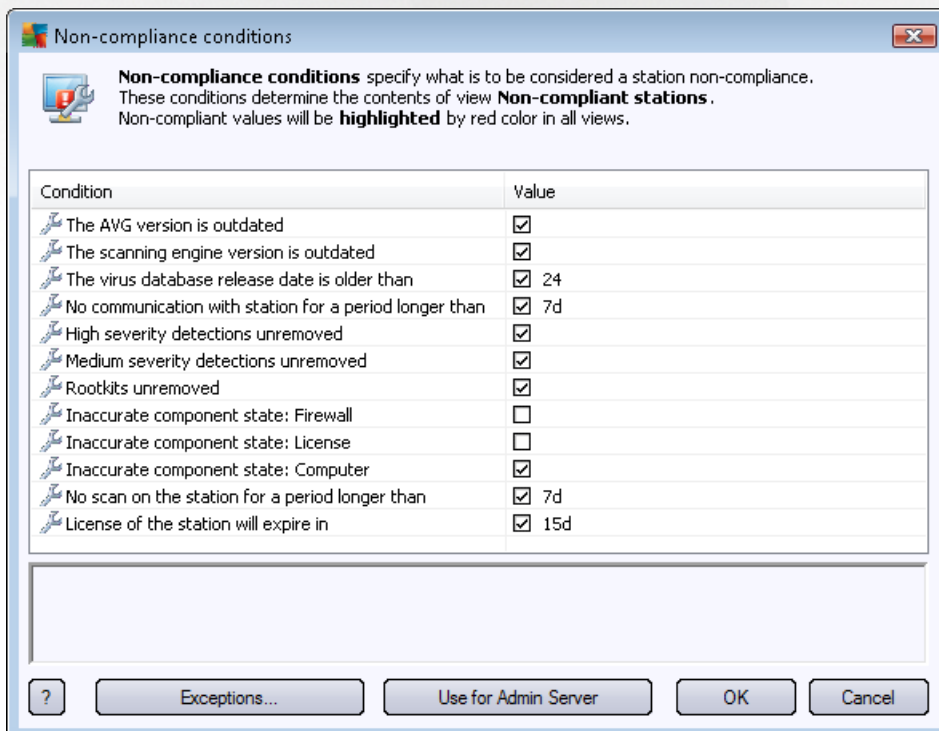 Non-compliance conditions
Non-compliance conditions specify what is to be considered a station non-compliance.
These conditions determine the contents of view Non-compliant stations.
Non-compliant values will be highlighted by red color in all views.
Condition Value
The AVG version is outdated
The scanning engine version is outdated
The virus database release date is older than 24
No communication with station for a period longer than 7d
High severity detections unremoved
Medium severity detections unremoved
Rootkits unremoved
Inaccurate component state: Firewall
Inaccurate component state: License
Inaccurate component state: Computer
No scan on the station for a period longer than 7d
License of the station will expire in 15d
? Exceptions... Use for Admin Server OK Cancel